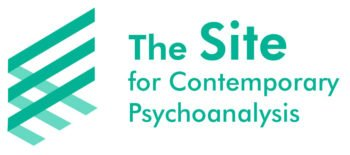 The Site
for Contemporary
Psychoanalysis